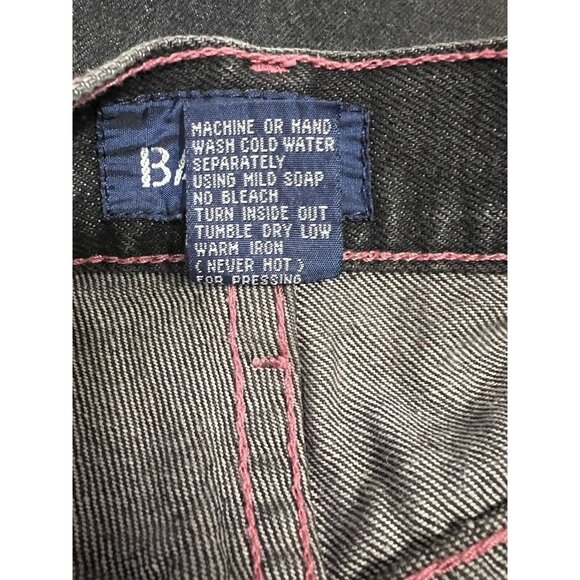 BA
MACHINE OR HAND
WASH COLD WATER
SEPARATELY
USING MILD SOAP
NO BLEACH
TURN INSIDE OUT
TUMBLE DRY LOW
WARM IRON
( NEVER HOT )
FOR PRESSING